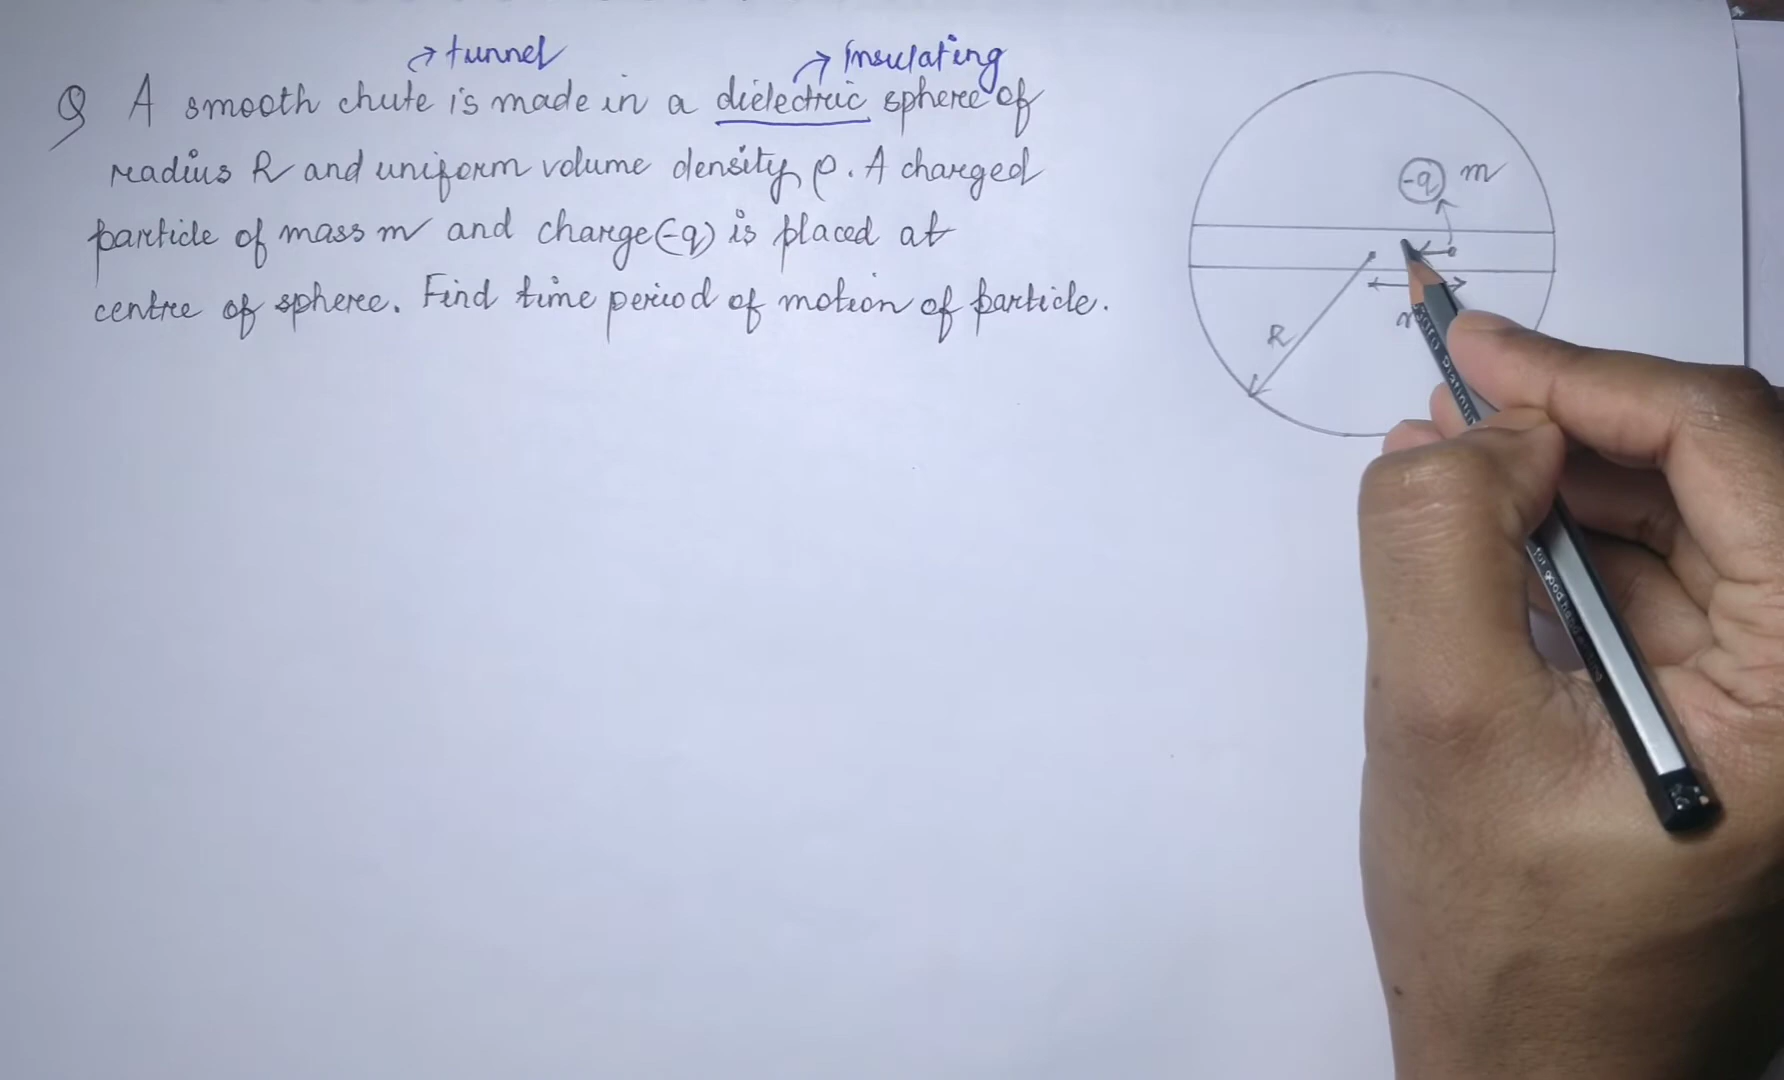 → tunnel → insulating
Q A smooth chute is made in a dielectric sphere of
radius R and uniform volume density ρ. A charged
particle of mass m and charge(-q) is placed at
centre of sphere. Find time period of motion of particle.
-q m
R